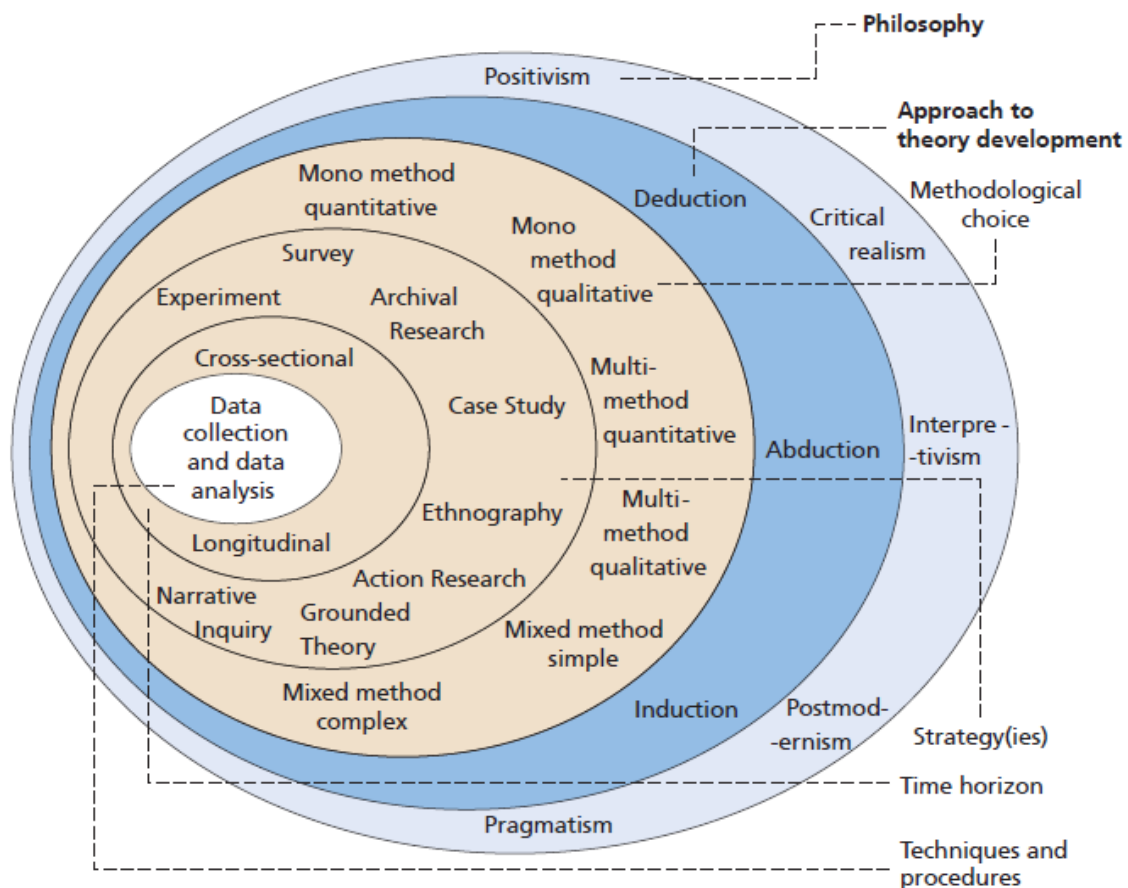 Philosophy
Positivism
Approach to
theory development
Mono method
quantitative
Deduction
Methodological
choice
Critical
realism
Mono
method
qualitative
Survey
Experiment
Archival
Research
Cross-sectional
Multi-
method
quantitative
Case Study
Data
collection
and data
analysis
Abduction
Interpre-
-tivism
Ethnography
Multi-
method
qualitative
Longitudinal
Action Research
Narrative
Inquiry
Grounded
Theory
Mixed method
simple
Mixed method
complex
Induction
Postmod-
-ernism
Strategy(ies)
Time horizon
Pragmatism
Techniques and
procedures